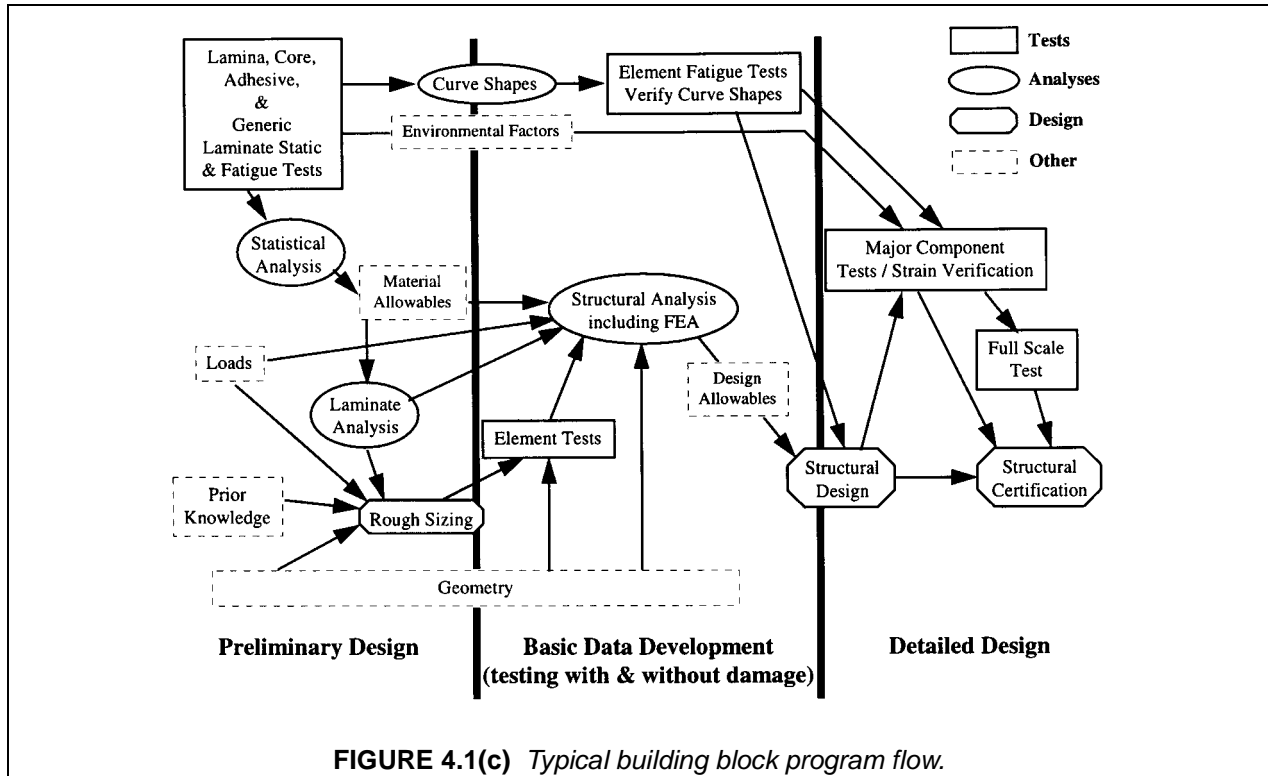 Lamina, Core,
Adhesive,
&
Generic
Laminate Static
& Fatigue Tests
Curve Shapes
Element Fatigue Tests
Verify Curve Shapes
Tests
Analyses
Design
Other
Environmental Factors
Statistical
Analysis
Material
Allowables
Structural Analysis
including FEA
Major Component
Tests / Strain Verification
Loads
Laminate
Analysis
Design
Allowables
Full Scale
Test
Element Tests
Prior
Knowledge
Rough Sizing
Structural
Design
Structural
Certification
Geometry
Preliminary Design
Basic Data Development
(testing with & without damage)
Detailed Design
FIGURE 4.1(c) Typical building block program flow.